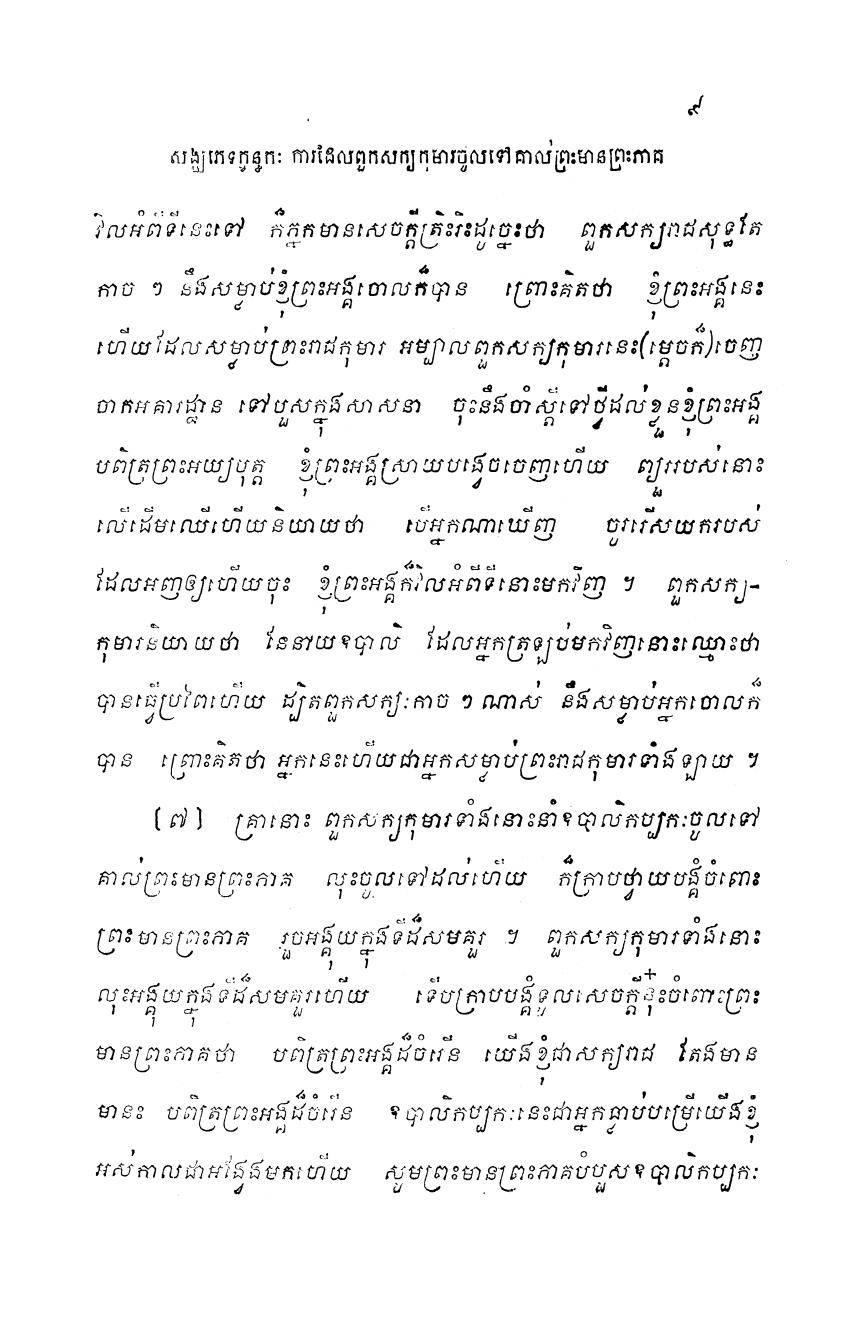 ៩
សង្ឃភេទក្ខន្ធកៈ ការដែលពួកសក្យកុមារចូលទៅគាល់ព្រះមានព្រះភាគ
វិលអំពីទីនេះទៅ ក៏ភ្នកមានសេចក្តីត្រិះរិះដូច្នេះថា ពួកសក្យរាជសុទ្ធតែ
កាច ៗ នឹងសម្លាប់ខ្ញុំព្រះអង្គចោលក៏បាន ព្រោះគិតថា ខ្ញុំព្រះអង្គនេះ
ហើយដែលសម្លាប់ព្រះរាជកុមារ អម្បាលពួកសក្យកុមារនេះ(ម្តេចក៏)ចេញ
ចាកអគារដ្ឋាន ទៅបួសក្នុងសាសនា ចុះនឹងចាំស្តីទៅថ្វីដល់ខ្លួនខ្ញុំព្រះអង្គ
បពិត្រព្រះអយ្យបុត្ត ខ្ញុំព្រះអង្គស្រាយបង្វេចចេញហើយ ព្យួររបស់នោះ
លើដើមឈើហើយនិយាយថា បើអ្នកណាឃើញ ចូររើសយករបស់
ដែលអញឲ្យហើយចុះ ខ្ញុំព្រះអង្គក៏វិលអំពីទីនោះមកវិញ ។ ពួកសក្យ-
កុមារនិយាយថា នែនាយឧបាលិ ដែលអ្នកត្រឡប់មកវិញនោះឈ្មោះថា
បានធ្វើប្រពៃហើយ ដ្បិតពួកសក្យៈកាច ៗ ណាស់ នឹងសម្លាប់អ្នកចោលក៏
បាន ព្រោះគិតថា អ្នកនេះហើយជាអ្នកសម្លាប់ព្រះរាជកុមារទាំងឡាយ ។
[៧] គ្រានោះ ពួកសក្យកុមារទាំងនោះនាំឧបាលិកប្បកៈចូលទៅ
គាល់ព្រះមានព្រះភាគ លុះចូលទៅដល់ហើយ ក៏ក្រាបថ្វាយបង្គំចំពោះ
ព្រះមានព្រះភាគ រួចអង្គុយក្នុងទីដ៏សមគួរ ។ ពួកសក្យកុមារទាំងនោះ
លុះអង្គុយក្នុងទីដ៏សមគួរហើយ ទើបក្រាបបង្គំទូលសេចក្តីនុ៎ះចំពោះព្រះ
មានព្រះភាគថា បពិត្រព្រះអង្គដ៏ចំរើន យើងខ្ញុំជាសក្យរាជ តែងមាន
មានះ បពិត្រព្រះអង្គដ៏ចំរើន ឧបាលិកប្បកៈនេះជាអ្នកធ្លាប់បម្រើយើងខ្ញុំ
អស់កាលជាអង្វែងមកហើយ សូមព្រះមានព្រះភាគបំបួសឧបាលិកប្បកៈ